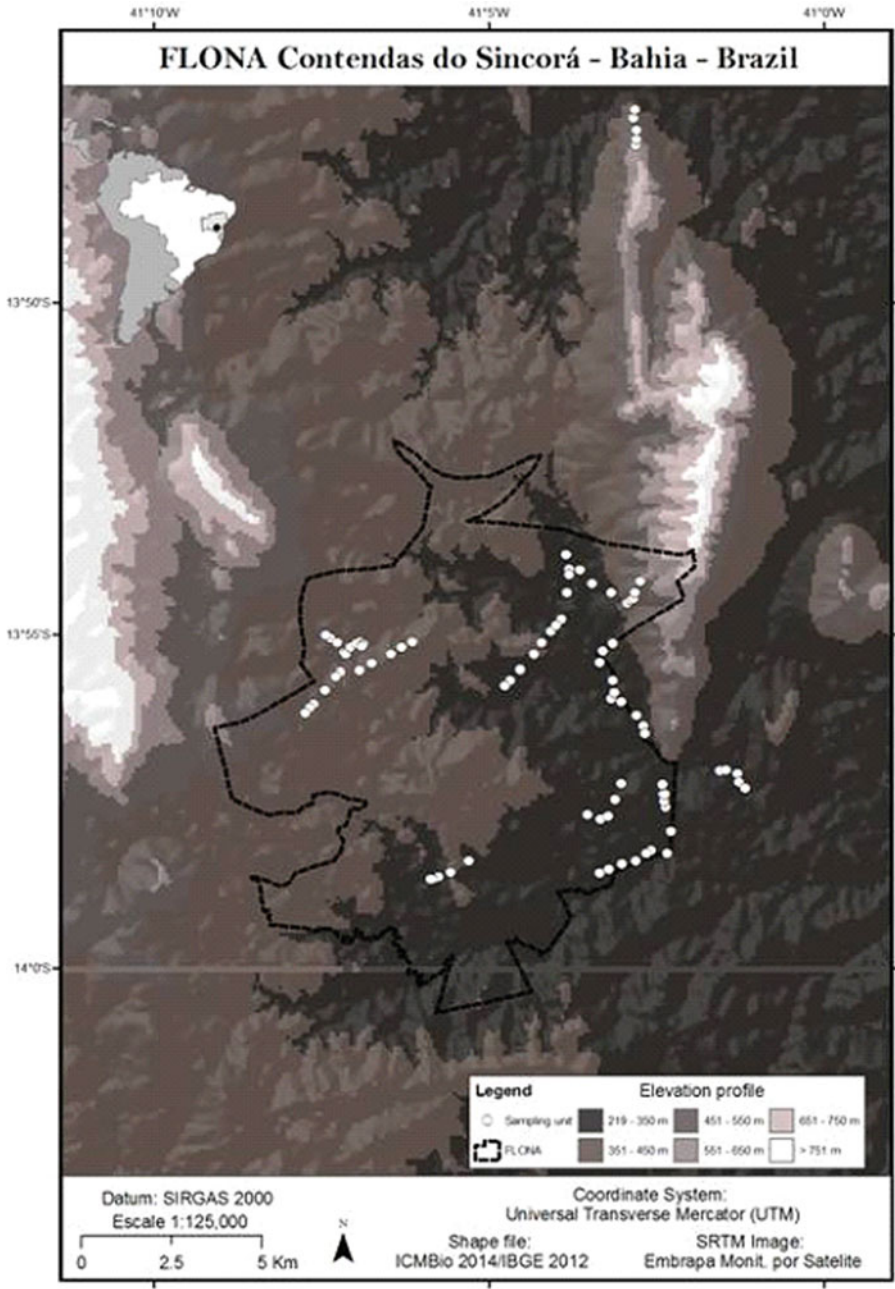 41°10'W 41°5'W 41°0'W
FLONA Contendas do Sincorá - Bahia - Brazil
13°50'S
13°55'S
14°0'S
Legend Elevation profile
Sampling unit 219 - 350 m 451 - 550 m 651 - 750 m
FLONA 351 - 450 m 551 - 650 m > 751 m
Datum: SIRGAS 2000
Escale 1:125,000
0 2.5 5 Km
N
Coordinate System:
Universal Transverse Mercator (UTM)
Shape file:
ICMBio 2014/IBGE 2012
SRTM Image:
Embrapa Monit. por Satelite